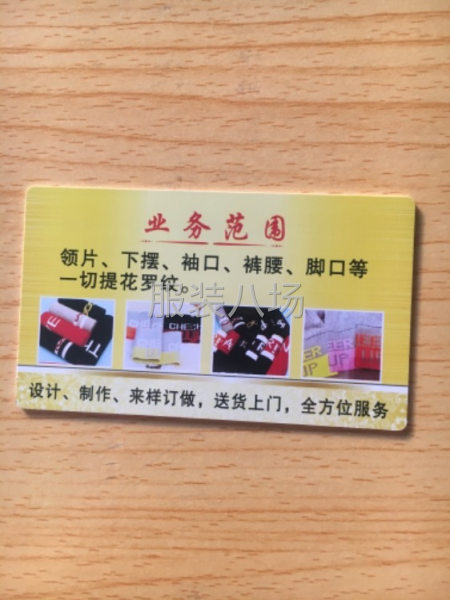 业务范围
领片、下摆、袖口、裤腰、脚口等
一切提花罗纹。
服装八场
设计、制作、来样订做，送货上门，全方位服务